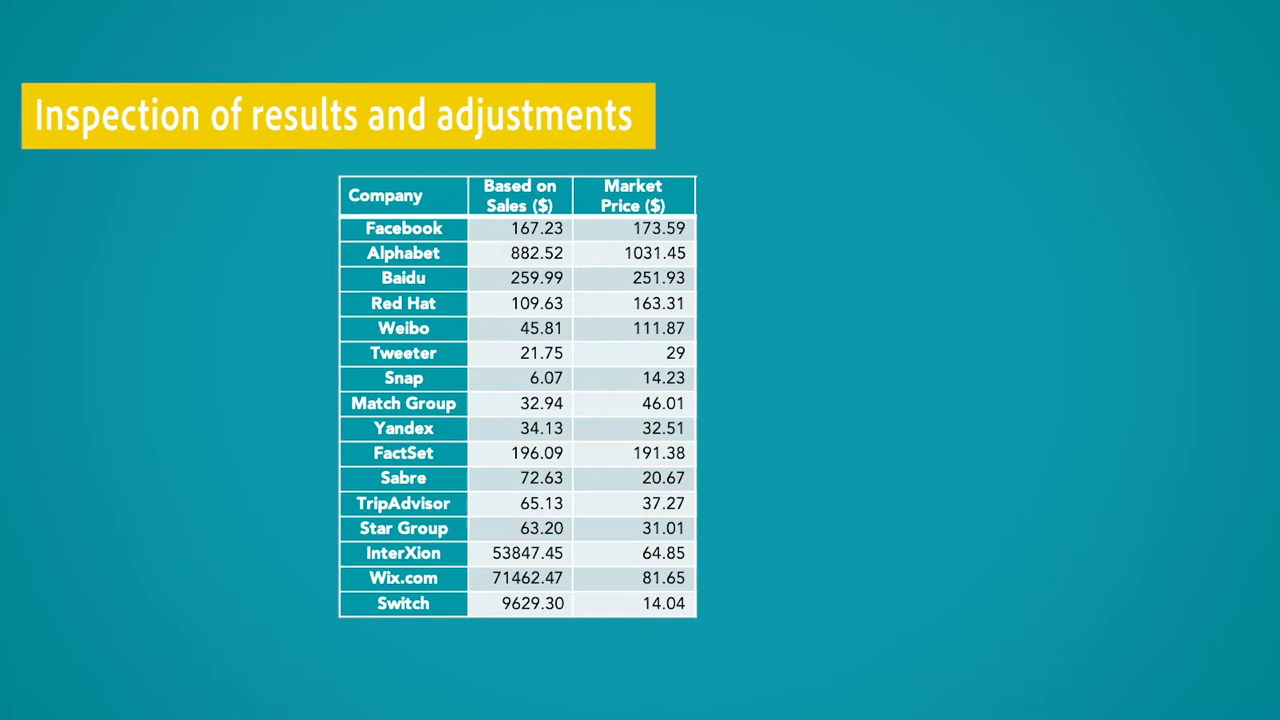 Inspection of results and adjustments
Company Based on Sales ($) Market Price ($)
Facebook 167.23 173.59
Alphabet 882.52 1031.45
Baidu 259.99 251.93
Red Hat 109.63 163.31
Weibo 45.81 111.87
Tweeter 21.75 29
Snap 6.07 14.23
Match Group 32.94 46.01
Yandex 34.13 32.51
FactSet 196.09 191.38
Sabre 72.63 20.67
TripAdvisor 65.13 37.27
Star Group 63.20 31.01
InterXion 53847.45 64.85
Wix.com 71462.47 81.65
Switch 9629.30 14.04